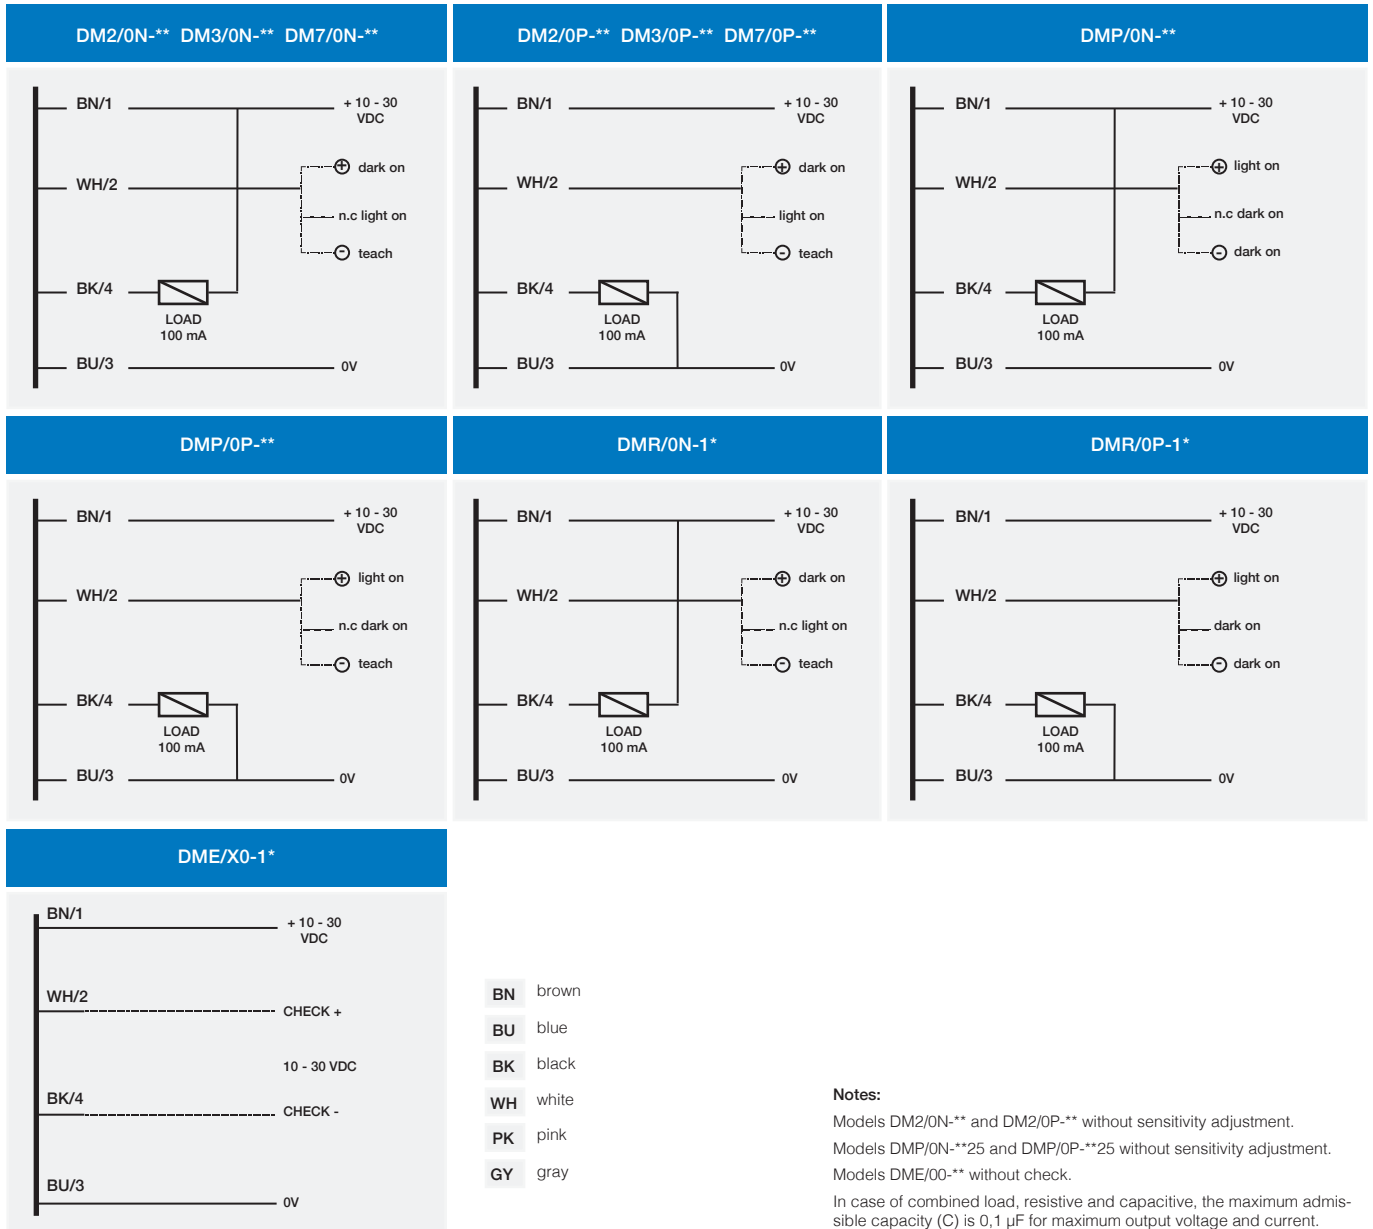 DM2/0N-** DM3/0N-** DM7/0N-**
BN/1
+ 10 - 30
VDC
+ dark on
WH/2
n.c light on
- teach
BK/4
LOAD
100 mA
BU/3
0V
DM2/0P-** DM3/0P-** DM7/0P-**
BN/1
+ 10 - 30
VDC
+ dark on
WH/2
light on
- teach
BK/4
LOAD
100 mA
BU/3
0V
DMP/0N-**
BN/1
+ 10 - 30
VDC
+ light on
WH/2
n.c dark on
- dark on
BK/4
LOAD
100 mA
BU/3
0V
DMP/0P-**
BN/1
+ 10 - 30
VDC
+ light on
WH/2
n.c dark on
- teach
BK/4
LOAD
100 mA
BU/3
0V
DMR/0N-1*
BN/1
+ 10 - 30
VDC
+ dark on
WH/2
n.c light on
- teach
BK/4
LOAD
100 mA
BU/3
0V
DMR/0P-1*
BN/1
+ 10 - 30
VDC
+ light on
WH/2
dark on
- dark on
BK/4
LOAD
100 mA
BU/3
0V
DME/X0-1*
BN/1
+ 10 - 30
VDC
WH/2
CHECK +
10 - 30 VDC
BK/4
CHECK -
BU/3
0V
BN brown
BU blue
BK black
WH white
PK pink
GY gray
Notes:
Models DM2/0N-** and DM2/0P-** without sensitivity adjustment.
Models DMP/0N-**25 and DMP/0P-**25 without sensitivity adjustment.
Models DME/00-** without check.
In case of combined load, resistive and capacitive, the maximum admis-
sible capacity (C) is 0,1 µF for maximum output voltage and current.